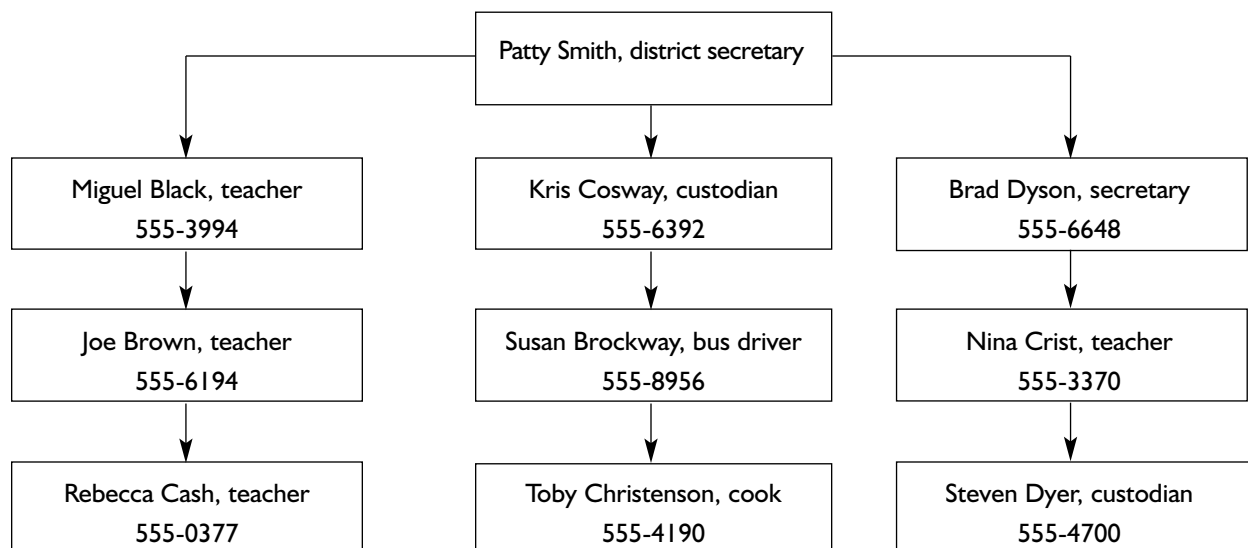 Patty Smith, district secretary
Miguel Black, teacher
555-3994
Kris Cosway, custodian
555-6392
Brad Dyson, secretary
555-6648
Joe Brown, teacher
555-6194
Susan Brockway, bus driver
555-8956
Nina Crist, teacher
555-3370
Rebecca Cash, teacher
555-0377
Toby Christenson, cook
555-4190
Steven Dyer, custodian
555-4700